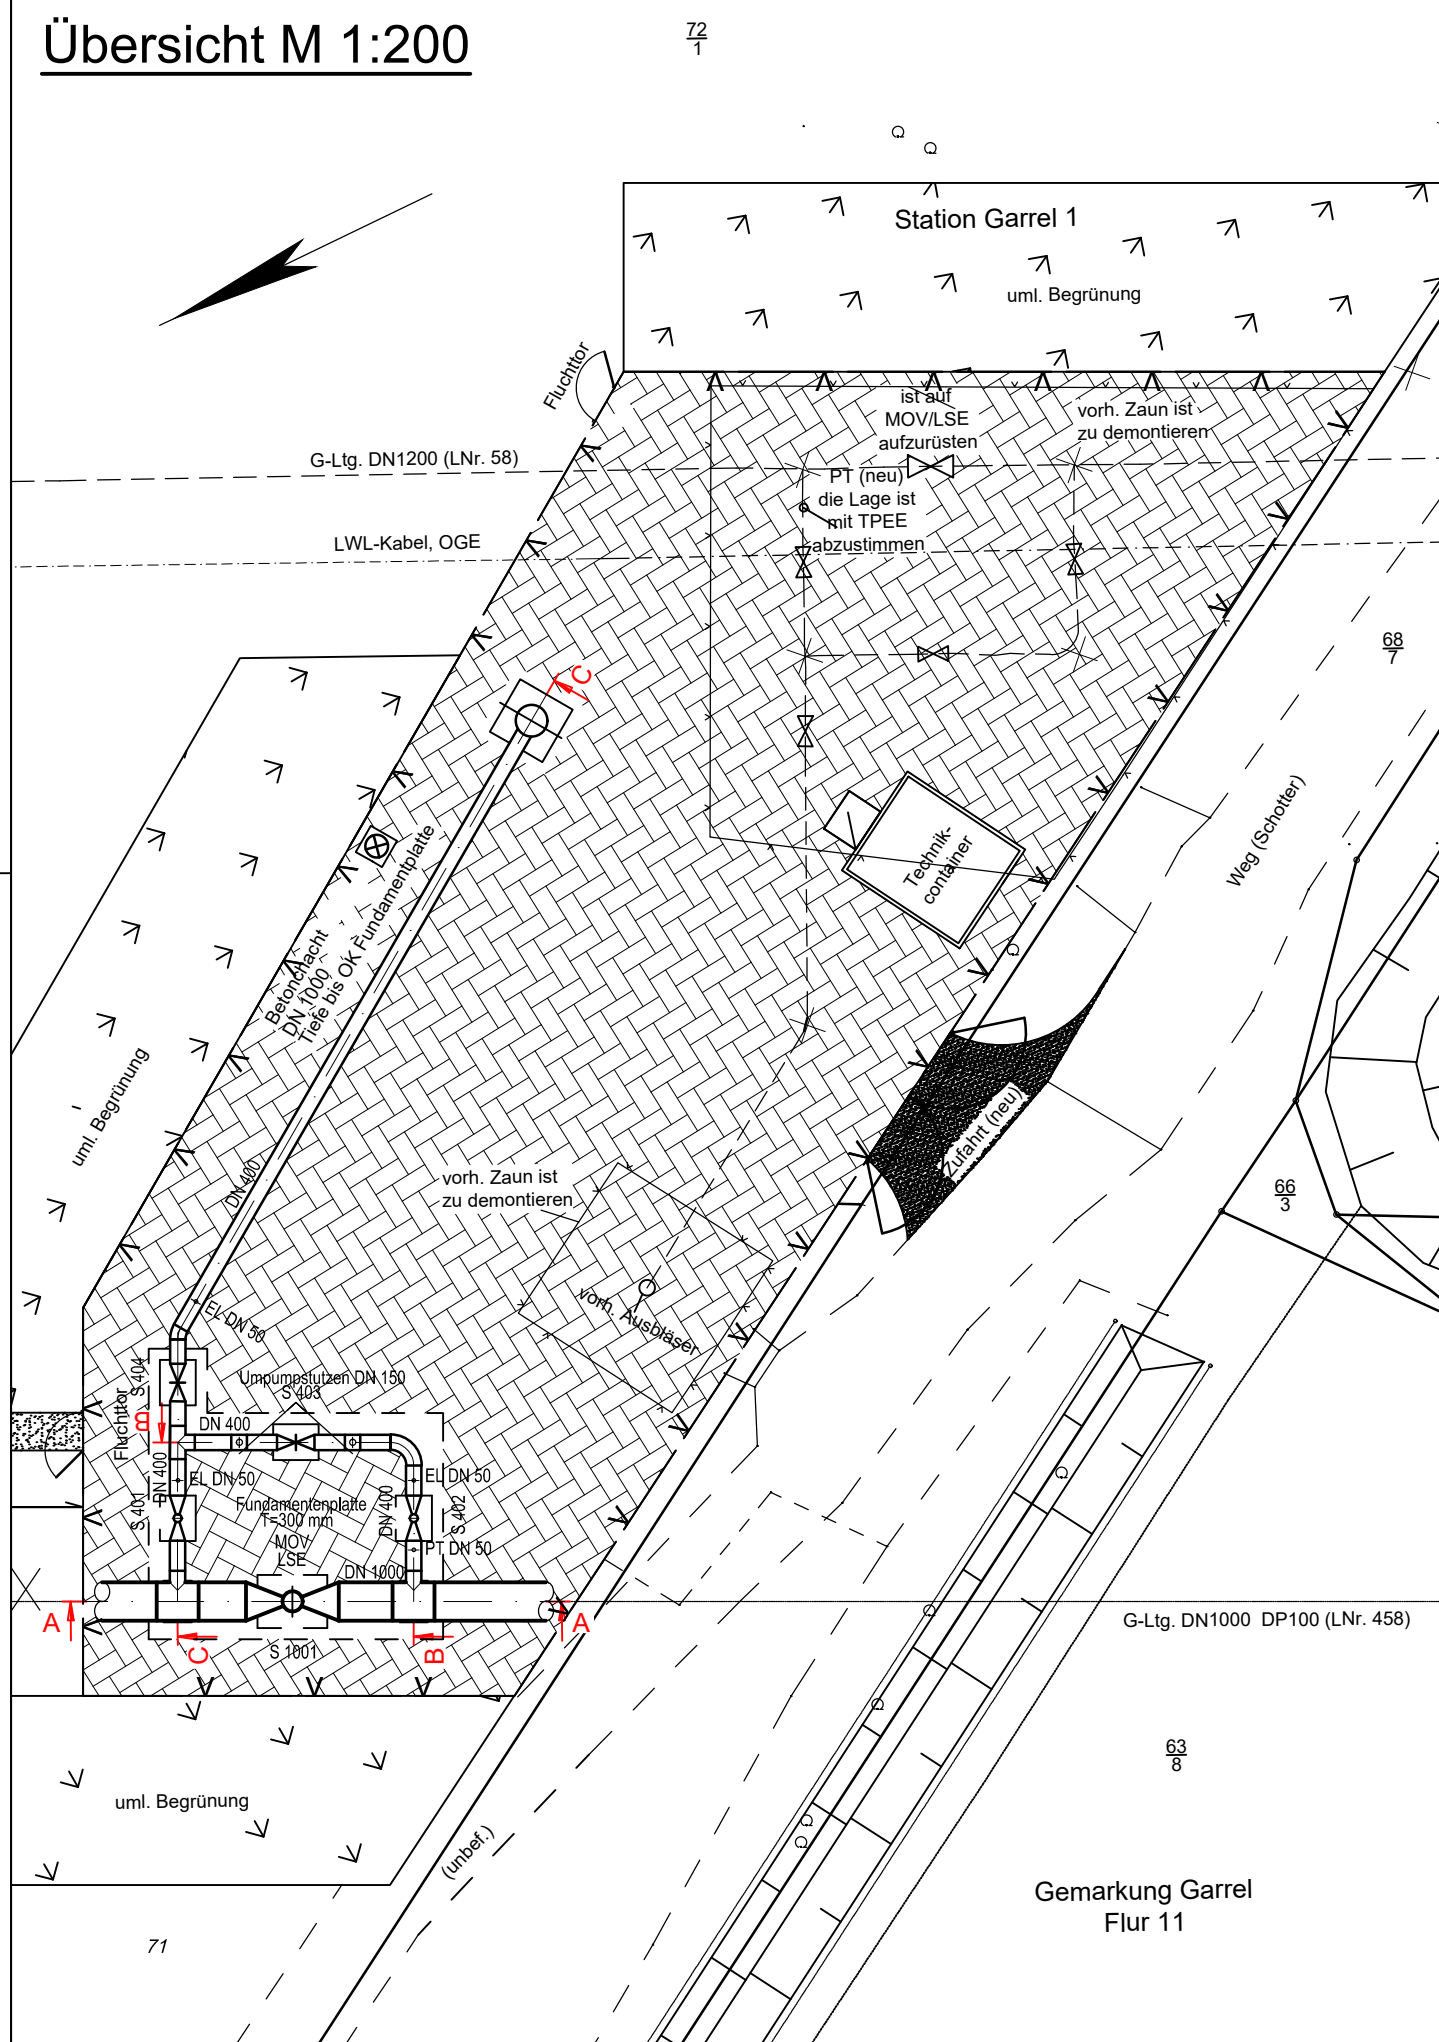 Übersicht M 1:200
72
1
Station Garrel 1
uml. Begrünung
Fluchttor
ist auf
MOV/LSE
aufzurüsten
vorh. Zaun ist
zu demontieren
G-Ltg. DN1200 (LNr. 58)
PT (neu)
die Lage ist
mit TPEE
abzustimmen
LWL-Kabel, OGE
68
7
C
Technik-
container
Weg (Schotter)
Betonchacht
DN 1000
Tiefe bis OK Fundamentplatte
uml. Begrünung
Zufahrt (neu)
DN 400
vorh. Zaun ist
zu demontieren
66
3
vorh. Ausbläser
EL DN 50
S 404
Umpumpstutzen DN 150
S 403
Fluchttor
B
DN 400
DN 400
EL DN 50
EL DN 50
S 401
Fundamentenplatte
T=300 mm
MOV
LSE
DN 400
S 402
PT DN 50
DN 1000
A
A
G-Ltg. DN1000 DP100 (LNr. 458)
C
S 1001
B
63
8
uml. Begrünung
(unbef.)
Gemarkung Garrel
Flur 11
71